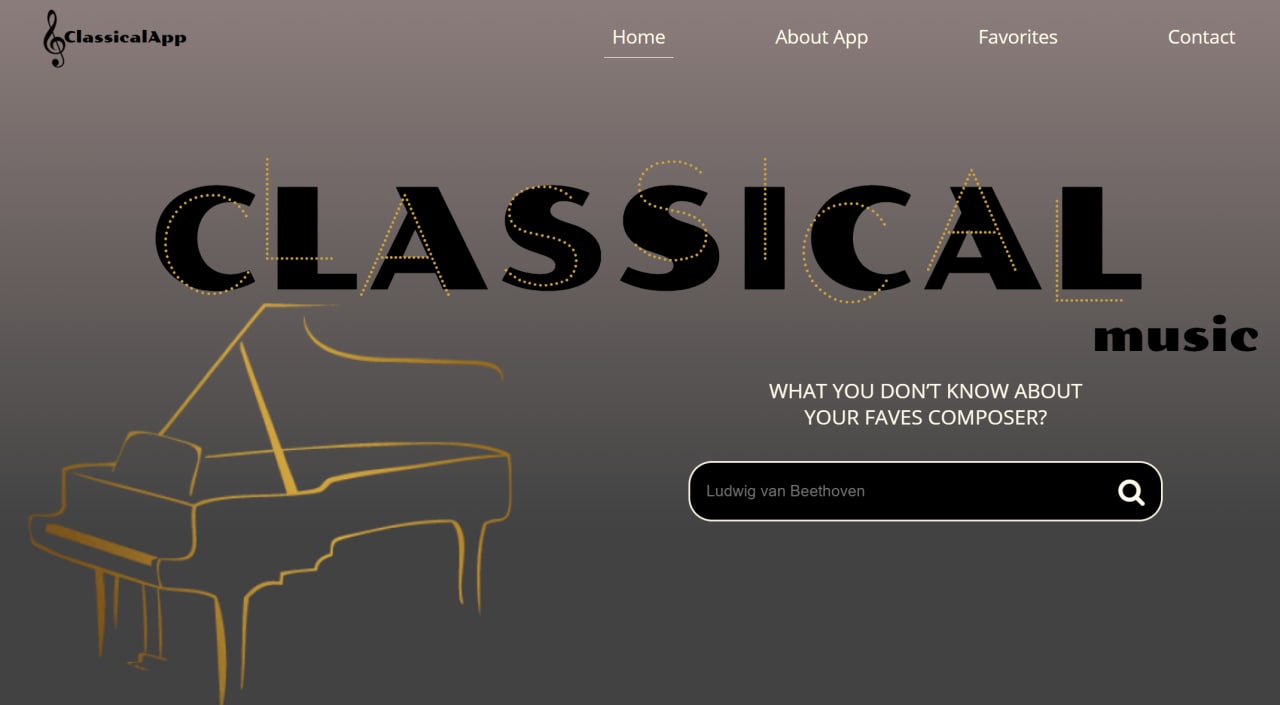 ClassicalApp
Home About App Favorites Contact
CLASSICAL
music
WHAT YOU DON'T KNOW ABOUT
YOUR FAVES COMPOSER?
Ludwig van Beethoven